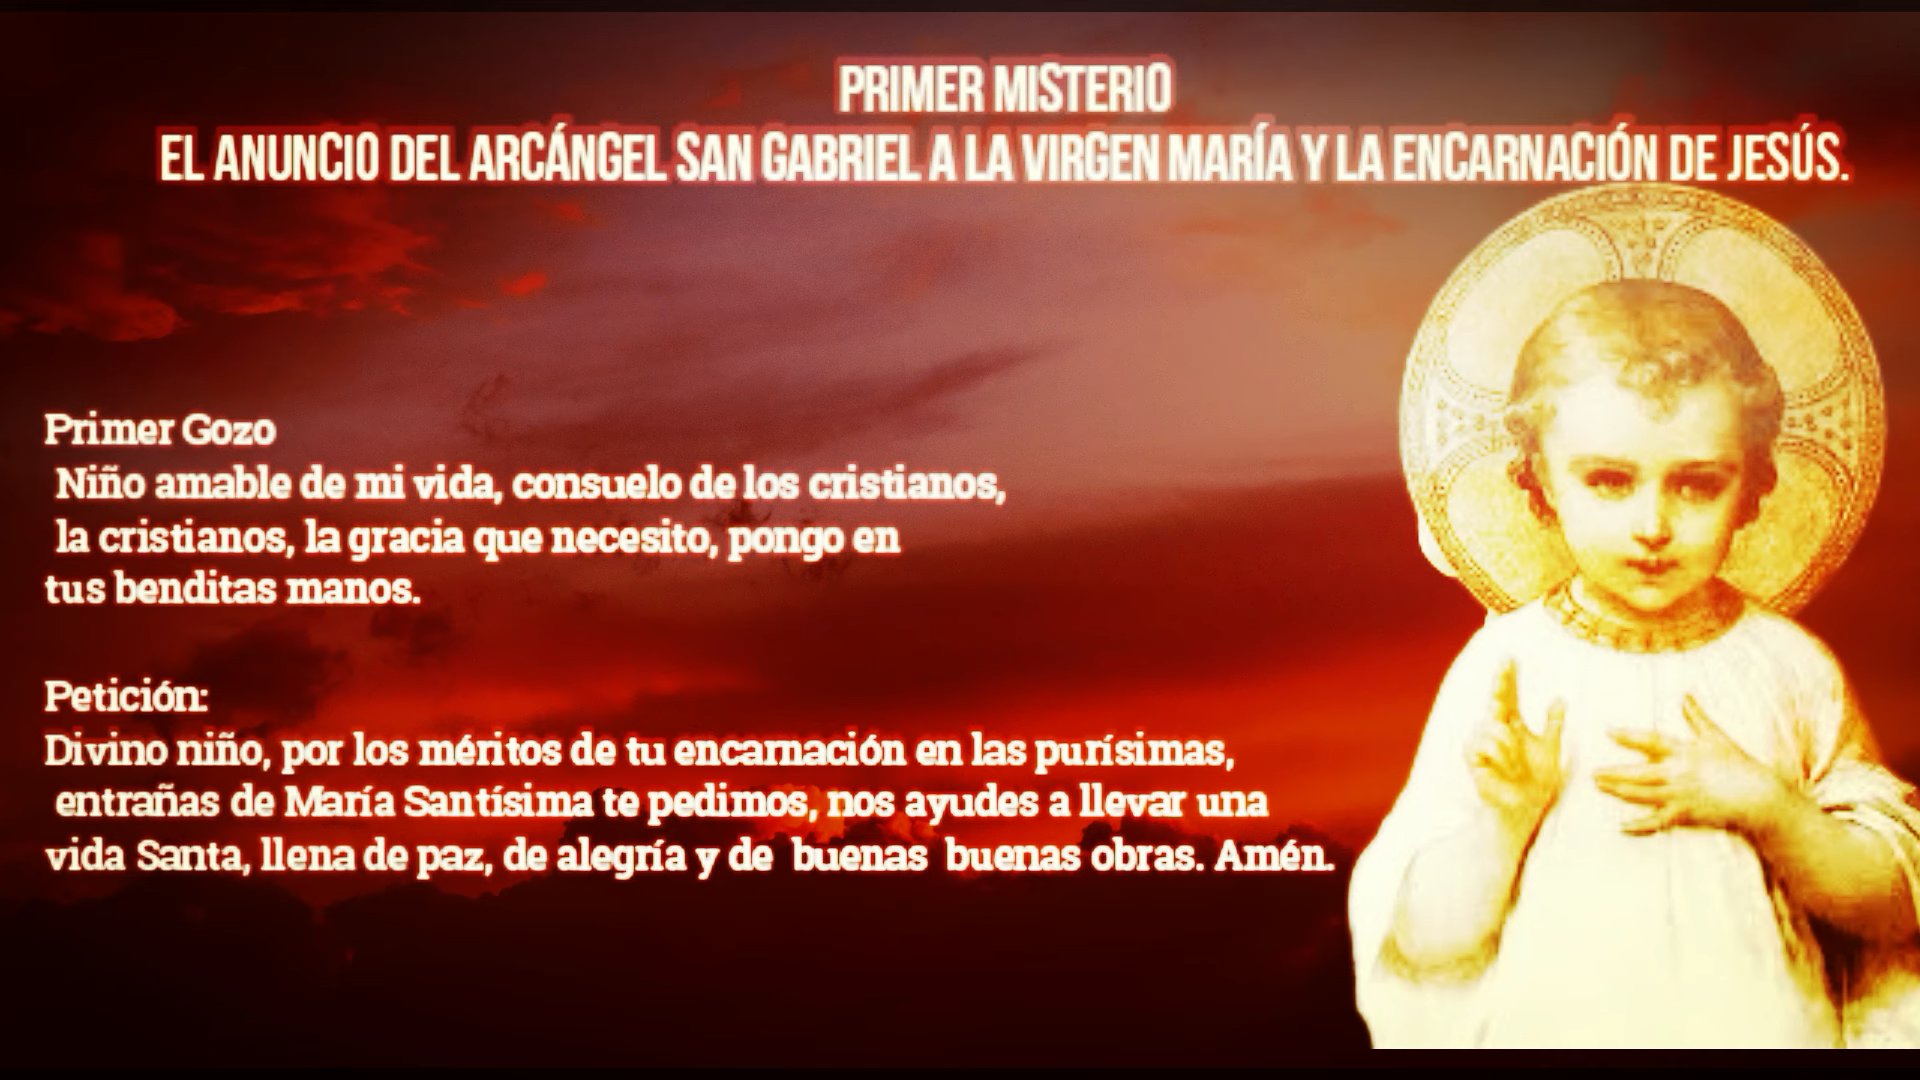 PRIMER MISTERIO
EL ANUNCIO DEL ARCÁNGEL SAN GABRIEL A LA VIRGEN MARÍA Y LA ENCARNACIÓN DE JESÚS.
Primer Gozo
Niño amable de mi vida, consuelo de los cristianos,
la cristianos, la gracia que necesito, pongo en
tus benditas manos.
Petición:
Divino niño, por los méritos de tu encarnación en las purísimas,
entrañas de María Santísima te pedimos, nos ayudes a llevar una
vida Santa, llena de paz, de alegría y de buenas buenas obras. Amén.